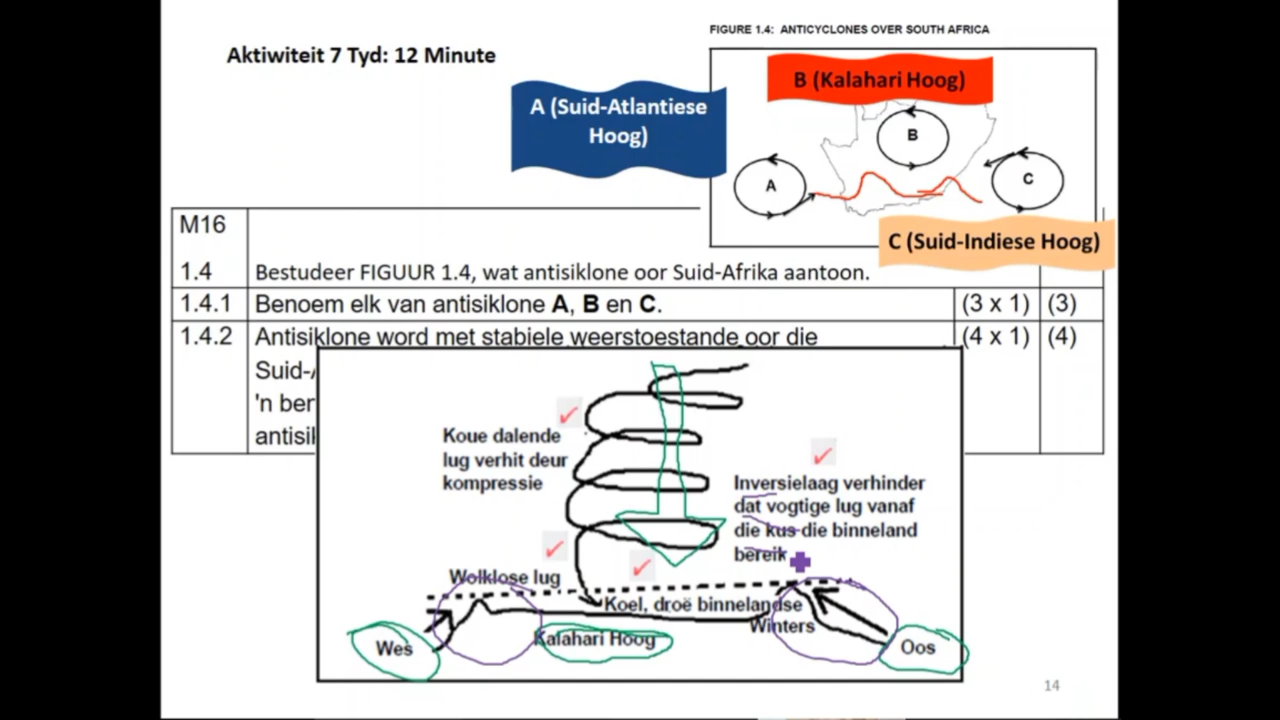 FIGURE 1.4: ANTICYCLONES OVER SOUTH AFRICA
Aktiwiteit 7 Tyd: 12 Minute
B (Kalahari Hoog)
A (Suid-Atlantiese
Hoog)
B
A
C
C (Suid-Indiese Hoog)
M16
1.4 Bestudeer FIGUUR 1.4, wat antisiklone oor Suid-Afrika aantoon.
1.4.1 Benoem elk van antisiklone A, B en C. (3 x 1) (3)
1.4.2 Antisiklone word met stabiele weerstoestande oor die (4 x 1) (4)
Suid-
'n ber
antisik
Koue dalende
lug verhit deur
kompressie
Inversielaag verhinder
dat vogtige lug vanaf
die kus die binneland
bereik
Wolklose lug
Koel, droë binnelandse
Winters
Kalahari Hoog
Wes
Oos
14